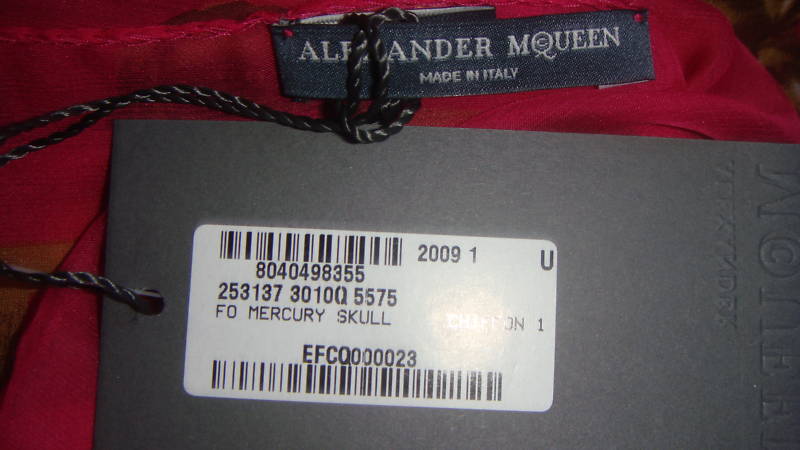 ALEXANDER McQUEEN
MADE IN ITALY
2009 1 U
8040498355
253137 3010Q 5575
FO MERCURY SKULL CHIFFON 1
EFCQ000023